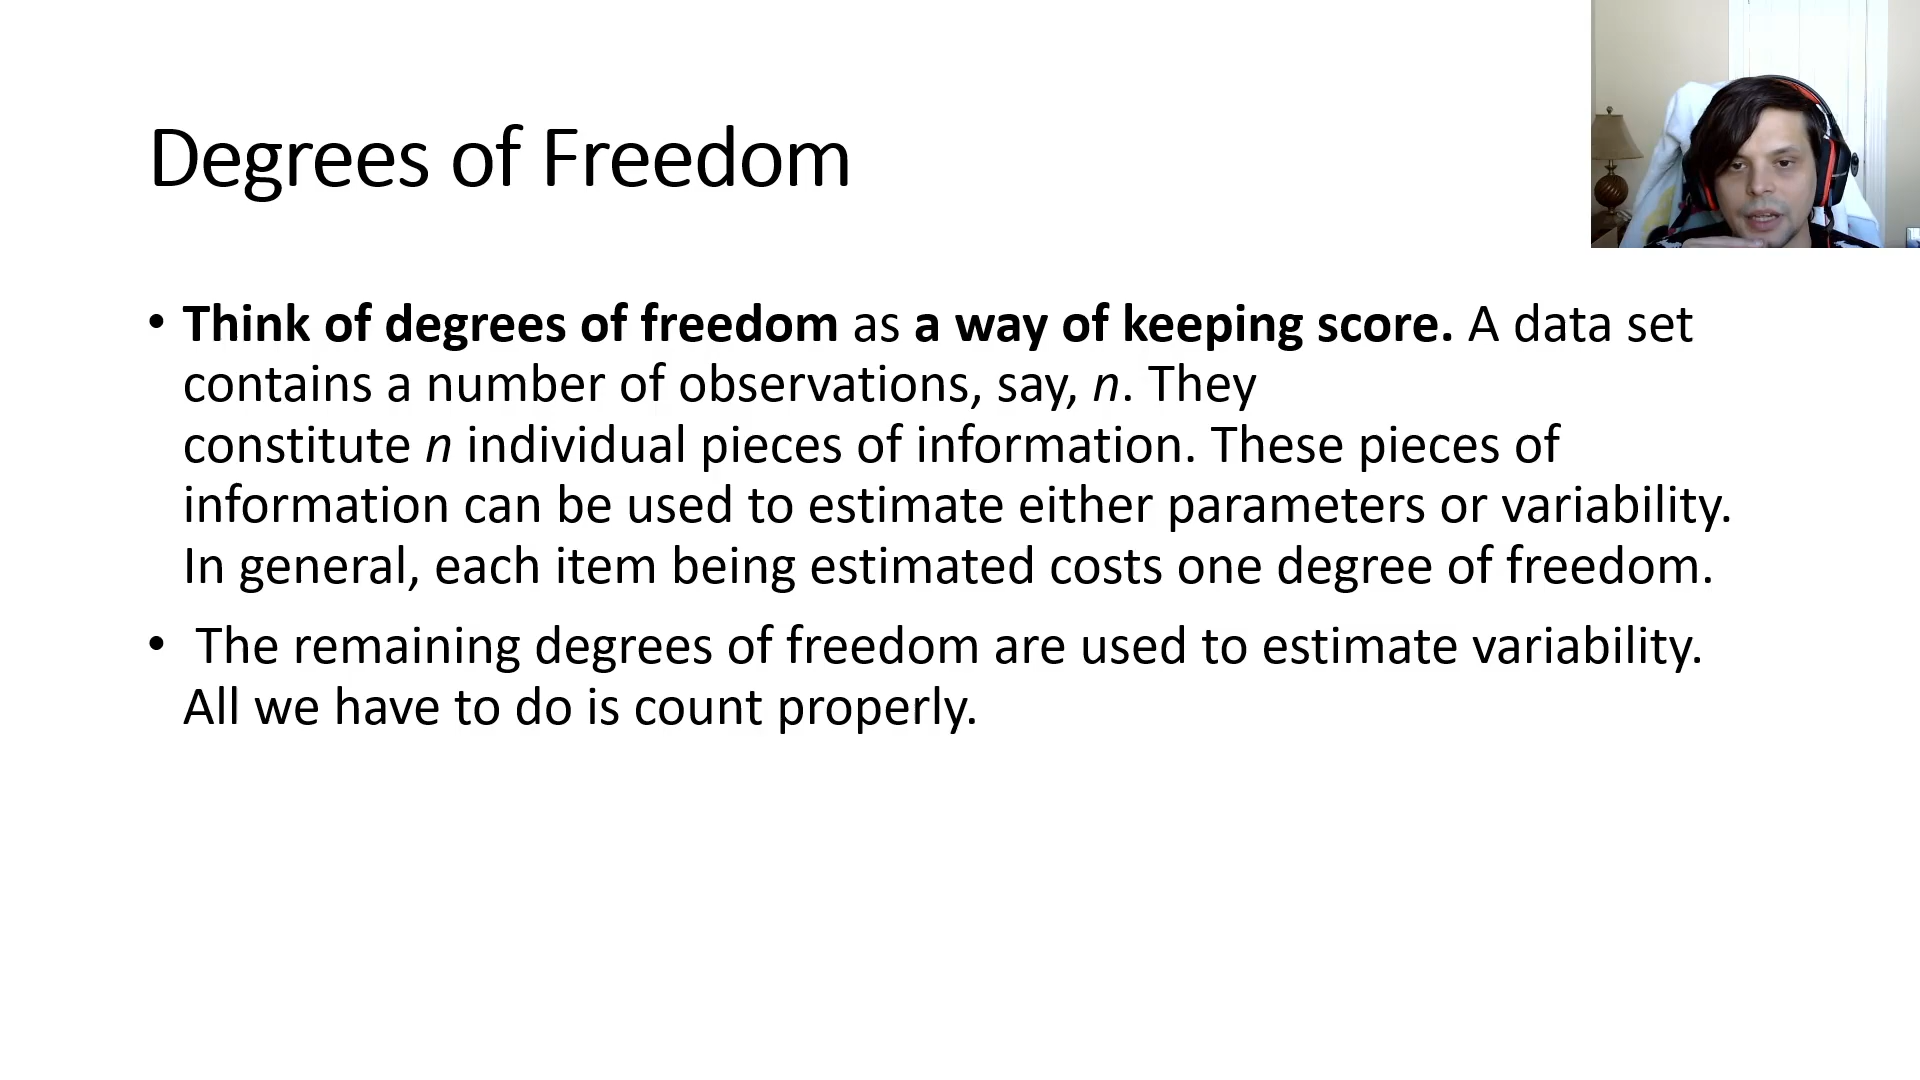 Degrees of Freedom
• Think of degrees of freedom as a way of keeping score. A data set
contains a number of observations, say, n. They
constitute n individual pieces of information. These pieces of
information can be used to estimate either parameters or variability.
In general, each item being estimated costs one degree of freedom.
• The remaining degrees of freedom are used to estimate variability.
All we have to do is count properly.